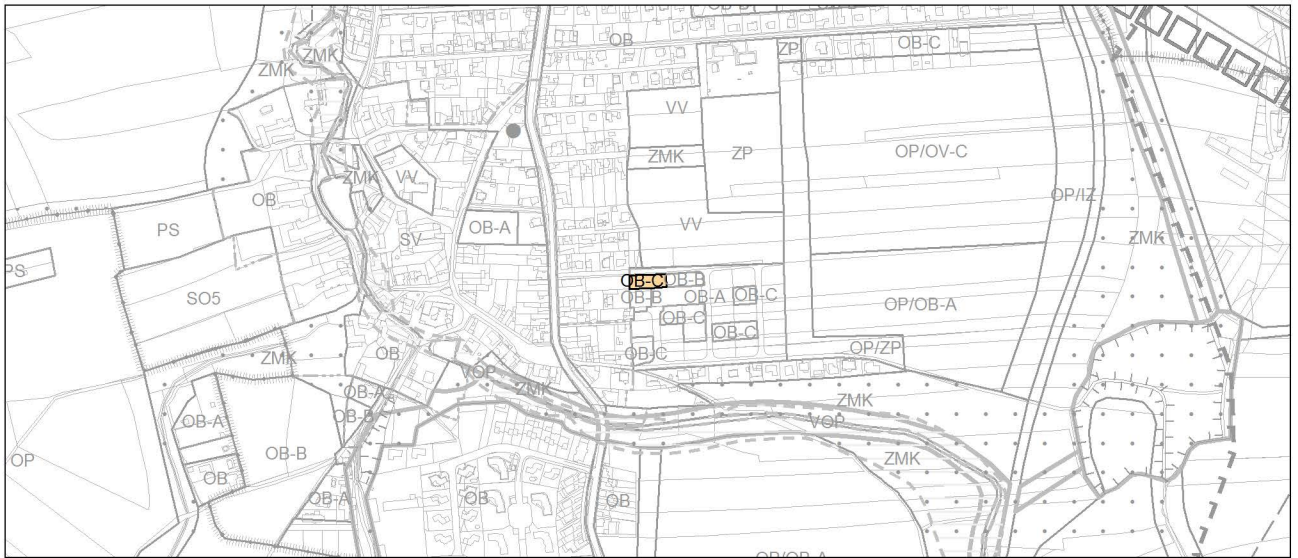 OB
ZP
OB-C
ZMK
ZMK
VV
ZMK
ZP
OP/OV-C
ZMK
VV
OB
OP/IZ
PS
OB-A
VV
SV
ZMK
PS
OB-C
OB-B
SO5
OB-B
OB-A
OB-C
OP/OB-A
OB-C
OB-C
ZMK
OB
OB-C
OP/ZP
VOP
OB-A
ZMK
ZMK
OB-A
OB-B
VOP
OP
OB-B
ZMK
OB
OB-A
OB
OB
OP/OB-A